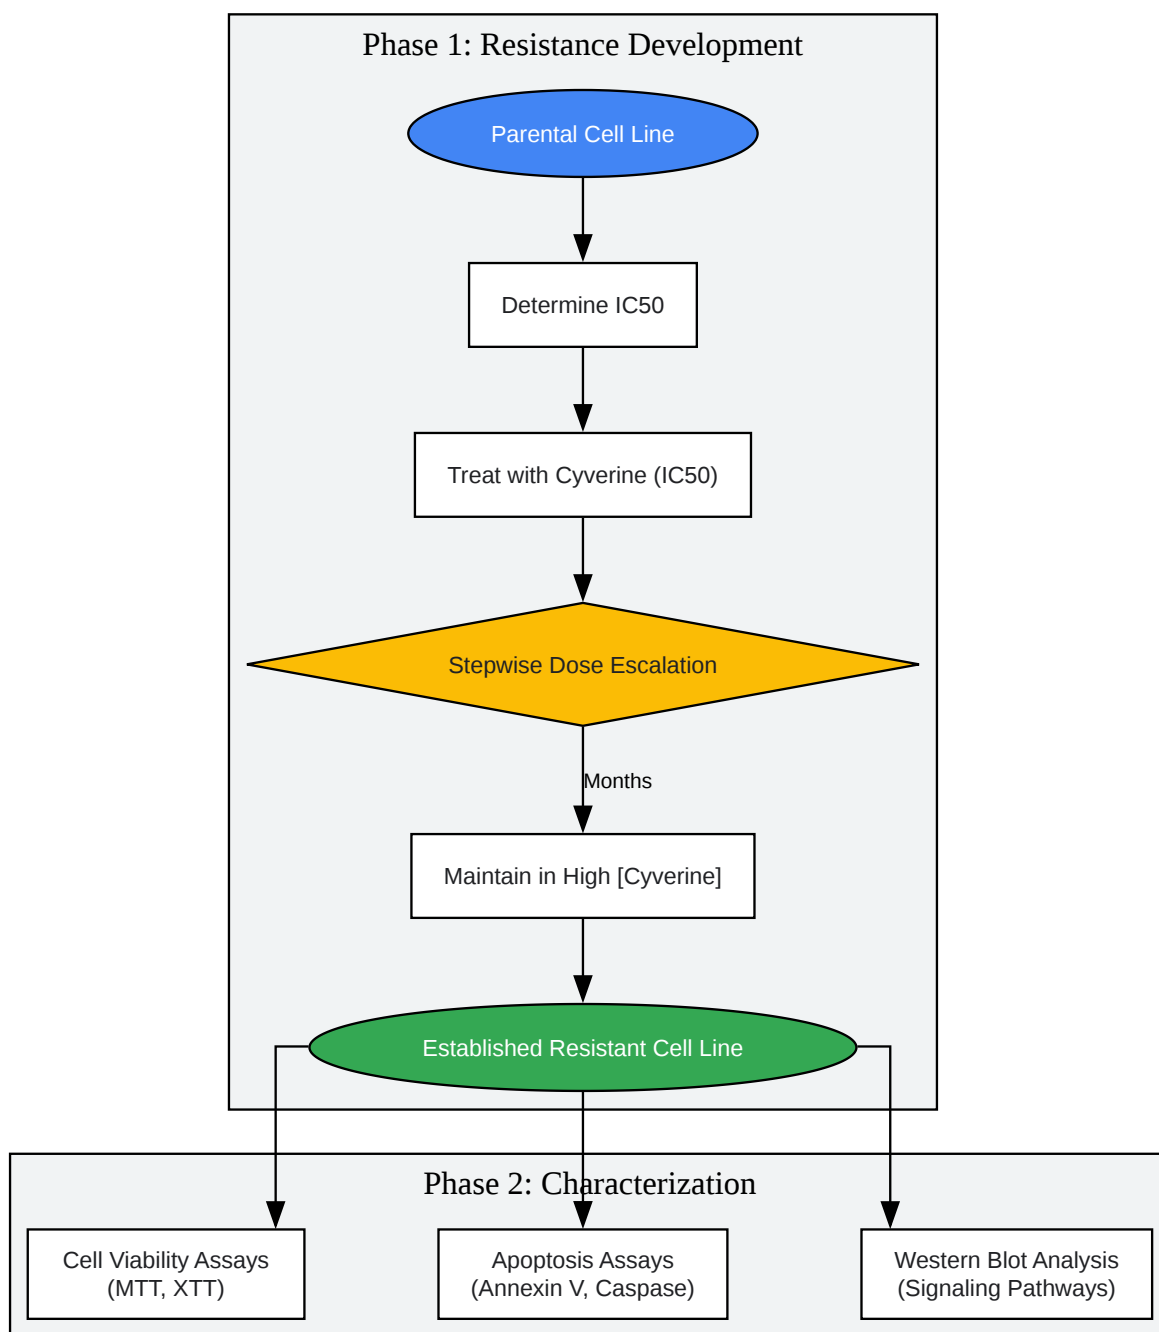 Phase 1: Resistance Development
Parental Cell Line
Determine IC50
Treat with Cyverine (IC50)
Stepwise Dose Escalation
Months
Maintain in High [Cyverine]
Established Resistant Cell Line
Phase 2: Characterization
Cell Viability Assays
(MTT, XTT)
Apoptosis Assays
(Annexin V, Caspase)
Western Blot Analysis
(Signaling Pathways)